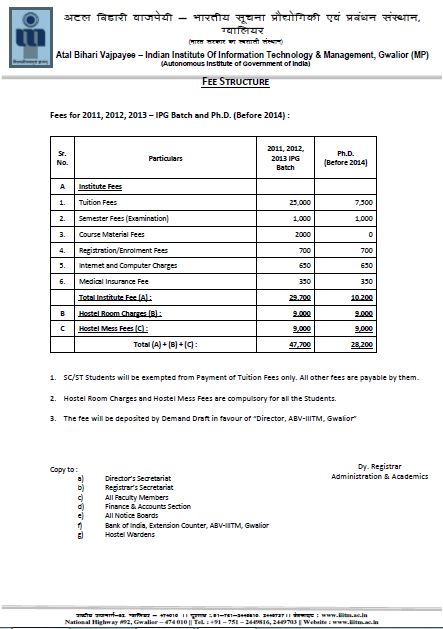 अटल बिहारी वाजपेयी – भारतीय सूचना प्रौद्योगिकी एवं प्रबंधन संस्थान,
ग्वालियर
(भारत सरकार का स्वशासी संस्थान)
Atal Bihari Vajpayee – Indian Institute Of Information Technology & Management, Gwalior (MP)
(Autonomous Institute of Government of India)
FEE STRUCTURE
Fees for 2011, 2012, 2013 – IPG Batch and Ph.D. (Before 2014) :
Sr. No. Particulars 2011, 2012, 2013 IPG Batch Ph.D. (Before 2014)
A Institute Fees
1. Tuition Fees 25,000 7,500
2. Semester Fees (Examination) 1,000 1,000
3. Course Material Fees 2000 0
4. Registration/Enrolment Fees 700 700
5. Internet and Computer Charges 650 650
6. Medical Insurance Fee 350 350
Total Institute Fee (A) : 29,700 10,200
B Hostel Room Charges (B) : 9,000 9,000
C Hostel Mess Fees (C) : 9,000 9,000
Total (A) + (B) + (C) : 47,700 28,200
1. SC/ST Students will be exempted from Payment of Tuition Fees only. All other fees are payable by them.
2. Hostel Room Charges and Hostel Mess Fees are compulsory for all the Students.
3. The fee will be deposited by Demand Draft in favour of "Director, ABV-IIITM, Gwalior"
Dy. Registrar
Administration & Academics
Copy to :
a) Director's Secretariat
b) Registrar's Secretariat
c) All Faculty Members
d) Finance & Accounts Section
e) All Notice Boards
f) Bank of India, Extension Counter, ABV-IIITM, Gwalior
g) Hostel Wardens
: www.iiitm.ac.in
National Highway #92, Gwalior – 474 010 || Tel. : +91 – 751 – 2449816, 2449703 || Website : www.iiitm.ac.in